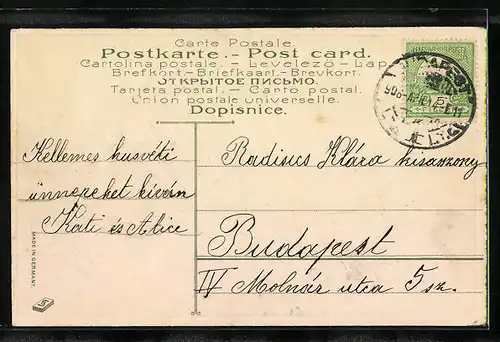 Carte Postale.
Postkarte. - Post card.
Cartolina postale. - Levelező-Lap.
Brefkort.-Briefkaart.-Brevkort.
ОТКРЫТОЕ ПИСЬМО.
Tarjeta postal. - Carto postal.
Union postale universelle.
Dopisnice.
Kellemes husvéti
ünnepeket kiván
Kati és Alice
Radisics Klára kisasszony
Budapest
IV Molnár utca 5 sz.
MADE IN GERMANY.